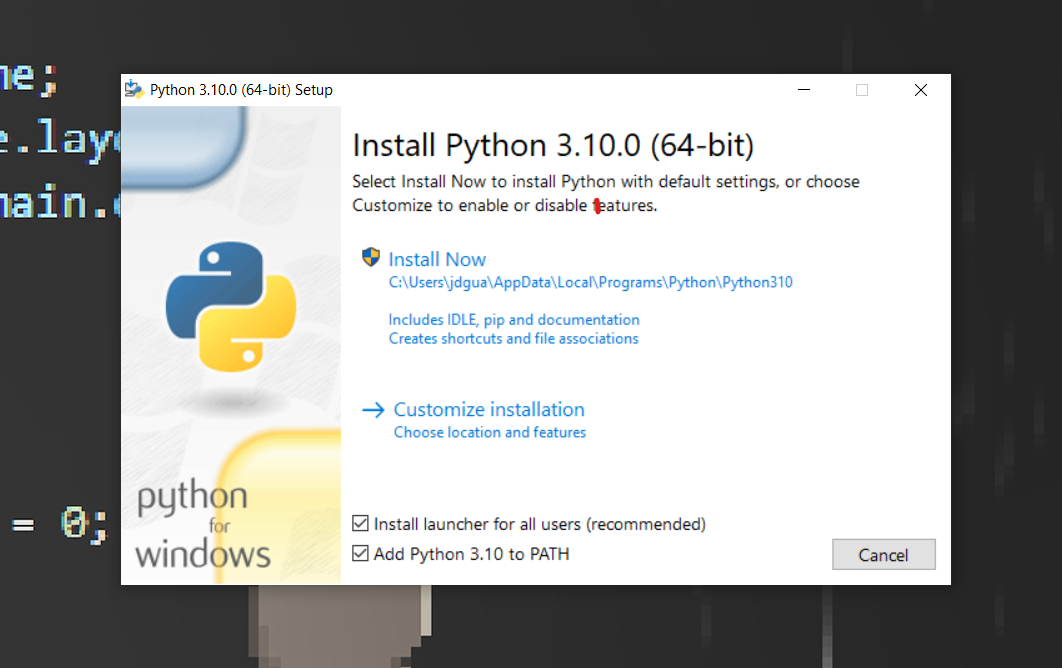 ne;
Python 3.10.0 (64-bit) Setup
Install Python 3.10.0 (64-bit)
Select Install Now to install Python with default settings, or choose
Customize to enable or disable features.
Install Now
C:\Users\jdgua\AppData\Local\Programs\Python\Python310
Includes IDLE, pip and documentation
Creates shortcuts and file associations
Customize installation
Choose location and features
python
for
windows
= 0;
Install launcher for all users (recommended)
Add Python 3.10 to PATH
Cancel